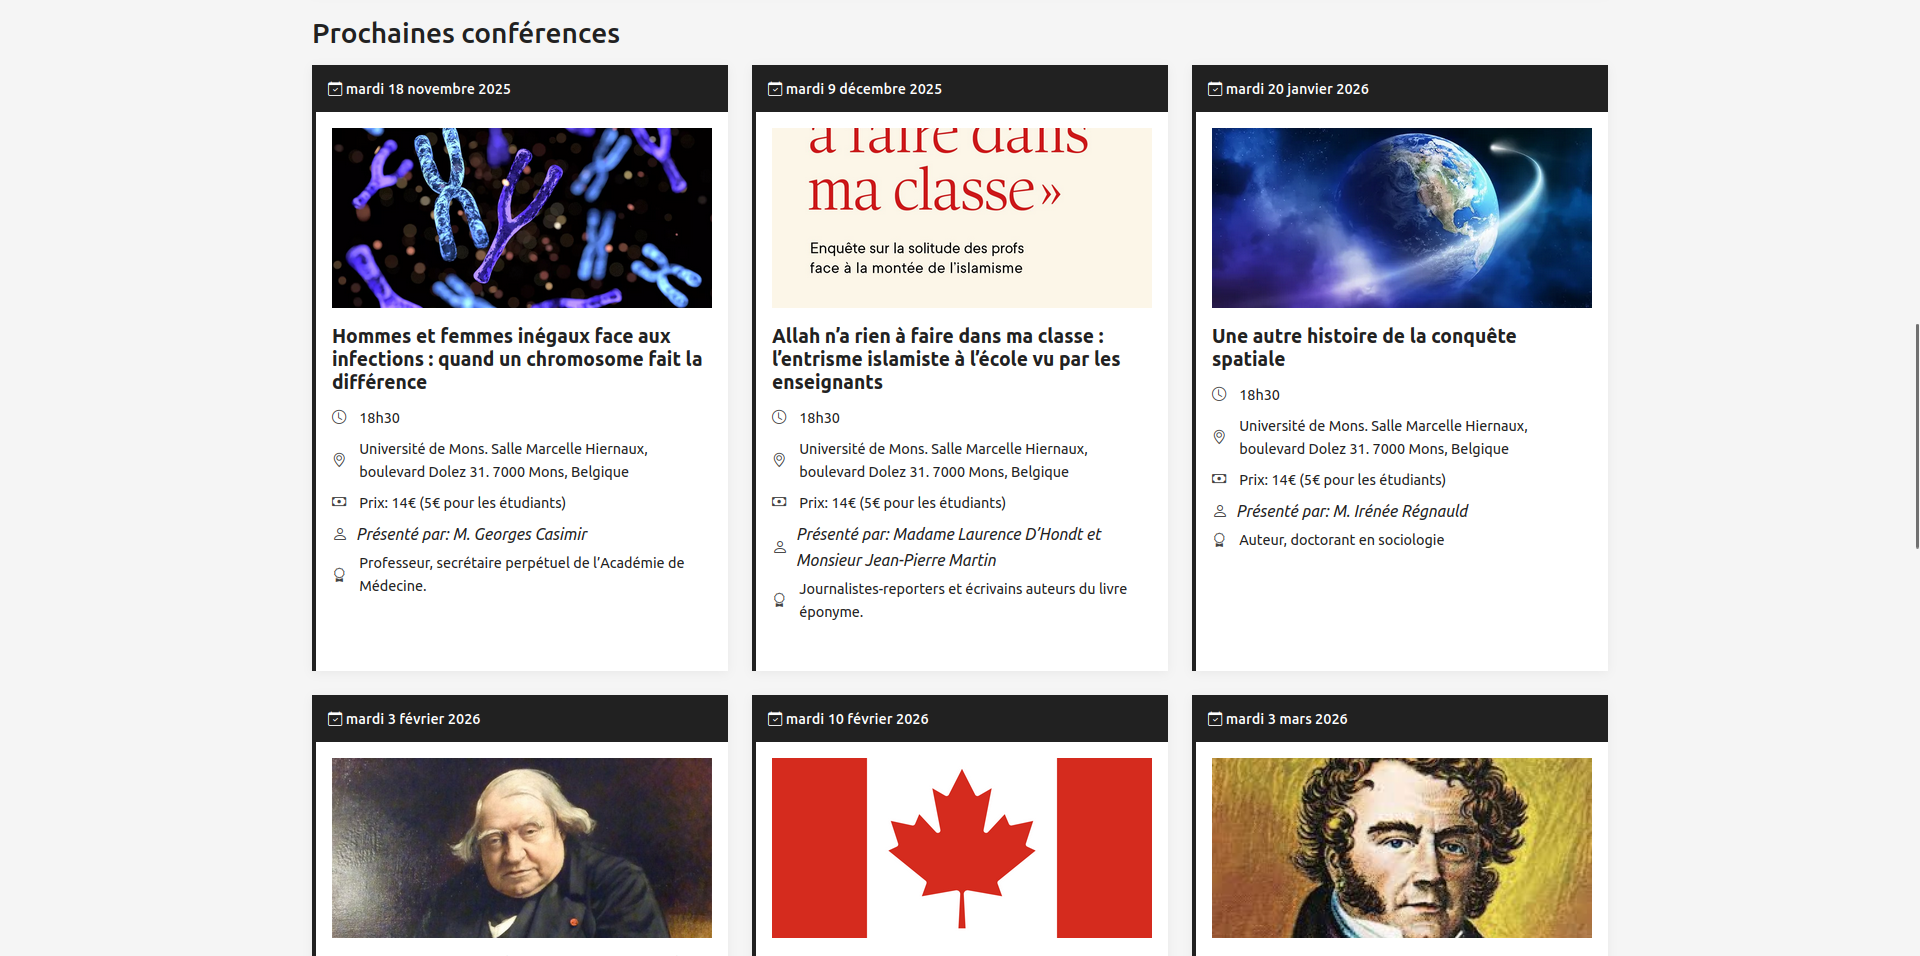 Prochaines conférences
mardi 18 novembre 2025
Hommes et femmes inégaux face aux
infections : quand un chromosome fait la
différence
18h30
Université de Mons. Salle Marcelle Hiernaux,
boulevard Dolez 31. 7000 Mons, Belgique
Prix: 14€ (5€ pour les étudiants)
Présenté par: M. Georges Casimir
Professeur, secrétaire perpétuel de l’Académie de
Médecine.
mardi 9 décembre 2025
à faire dans
ma classe»
Enquête sur la solitude des profs
face à la montée de l'islamisme
Allah n’a rien à faire dans ma classe :
l’entrisme islamiste à l’école vu par les
enseignants
18h30
Université de Mons. Salle Marcelle Hiernaux,
boulevard Dolez 31. 7000 Mons, Belgique
Prix: 14€ (5€ pour les étudiants)
Présenté par: Madame Laurence D’Hondt et
Monsieur Jean-Pierre Martin
Journalistes-reporters et écrivains auteurs du livre
éponyme.
mardi 20 janvier 2026
Une autre histoire de la conquête
spatiale
18h30
Université de Mons. Salle Marcelle Hiernaux,
boulevard Dolez 31. 7000 Mons, Belgique
Prix: 14€ (5€ pour les étudiants)
Présenté par: M. Irénée Régnauld
Auteur, doctorant en sociologie
mardi 3 février 2026
mardi 10 février 2026
mardi 3 mars 2026